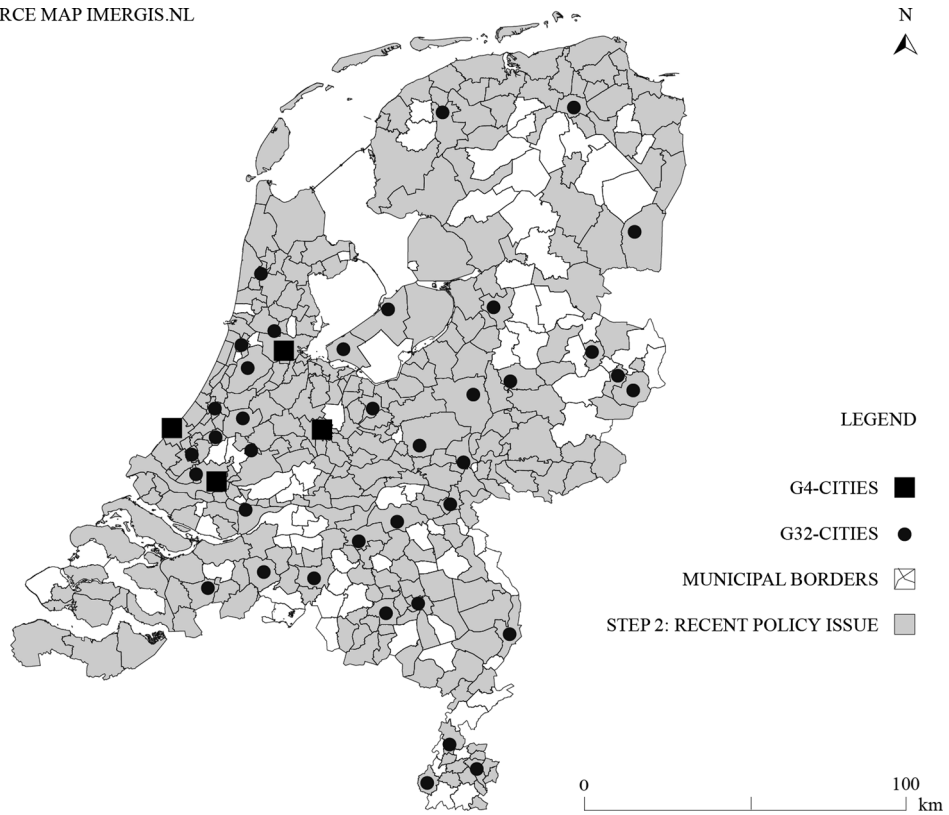 RCE MAP IMERGIS.NL
N
LEGEND
G4-CITIES
G32-CITIES
MUNICIPAL BORDERS
STEP 2: RECENT POLICY ISSUE
0 100
km